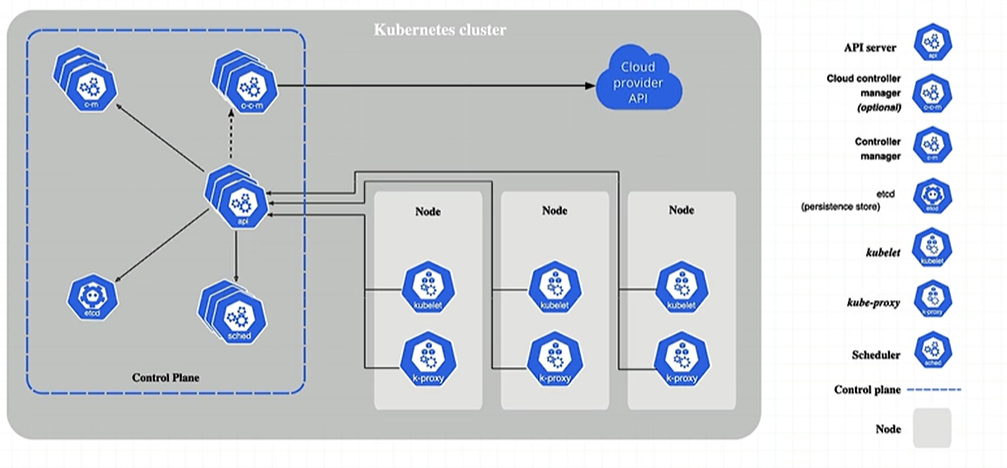 Kubernetes cluster
c-m
c-c-m
Cloud
provider
API
api
etcd
sched
Control Plane
Node
kubelet
k-proxy
Node
kubelet
k-proxy
Node
kubelet
k-proxy
API server
api
Cloud controller
manager
(optional)
c-c-m
Controller
manager
c-m
etcd
(persistence store)
etcd
kubelet
kubelet
kube-proxy
k-proxy
Scheduler
sched
Control plane
Node